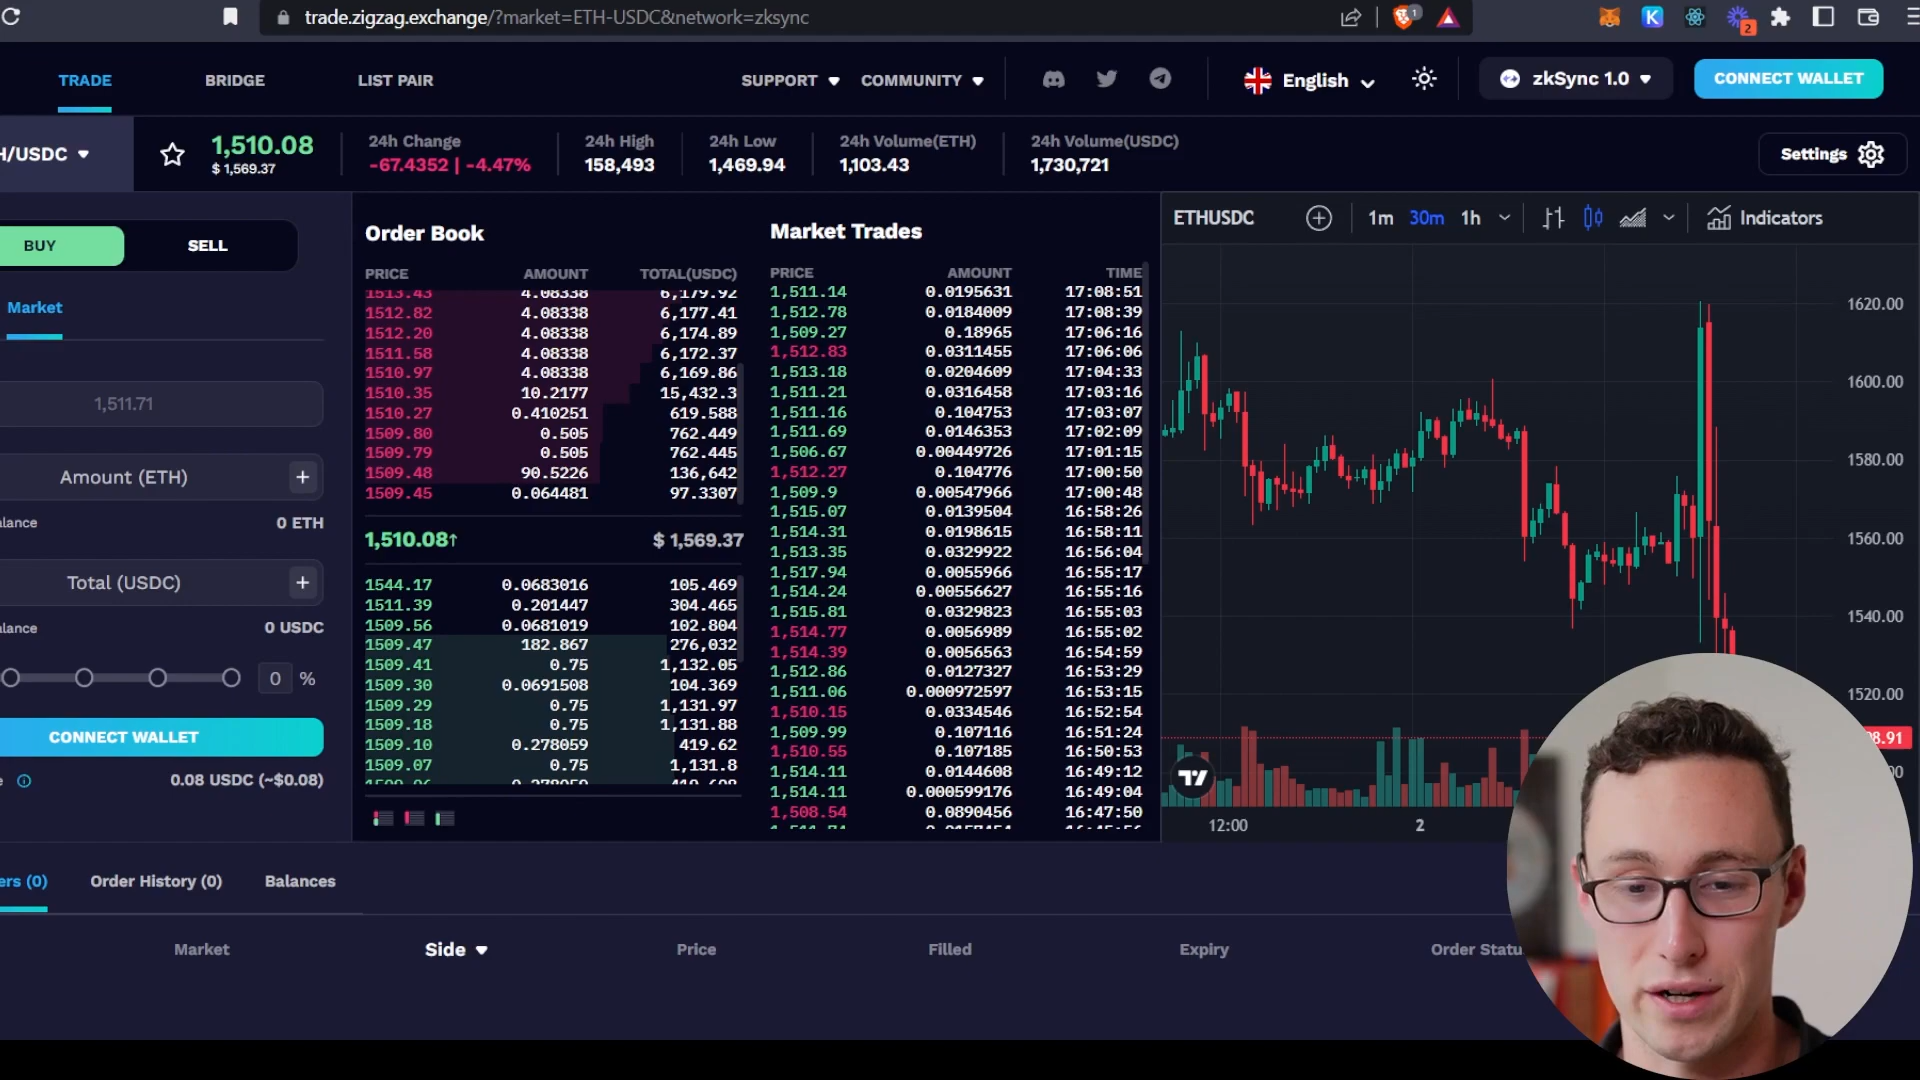 trade.zigzag.exchange/?market=ETH-USDC&network=zksync
1
K
2
TRADE
BRIDGE
LIST PAIR
SUPPORT
COMMUNITY
English
zkSync 1.0
CONNECT WALLET
H/USDC
1,510.08
$ 1,569.37
24h Change
-67.4352 | -4.47%
24h High
158,493
24h Low
1,469.94
24h Volume(ETH)
1,103.43
24h Volume(USDC)
1,730,721
Settings
BUY
SELL
Market
1,511.71
Amount (ETH)
+
alance
0 ETH
Total (USDC)
+
alance
0 USDC
0 %
CONNECT WALLET
e
0.08 USDC (~$0.08)
Order Book
PRICE AMOUNT TOTAL(USDC)
1513.43 4.08338 6,179.92
1512.82 4.08338 6,177.41
1512.20 4.08338 6,174.89
1511.58 4.08338 6,172.37
1510.97 4.08338 6,169.86
1510.35 10.2177 15,432.3
1510.27 0.410251 619.588
1509.80 0.505 762.449
1509.79 0.505 762.445
1509.48 90.5226 136,642
1509.45 0.064481 97.3307
1,510.08↑ $ 1,569.37
1544.17 0.0683016 105.469
1511.39 0.201447 304.465
1509.56 0.0681019 102.804
1509.47 182.867 276,032
1509.41 0.75 1,132.05
1509.30 0.0691508 104.369
1509.29 0.75 1,131.97
1509.18 0.75 1,131.88
1509.10 0.278059 419.62
1509.07 0.75 1,131.8
Market Trades
PRICE AMOUNT TIME
1,511.14 0.0195631 17:08:51
1,512.78 0.0184009 17:08:39
1,509.27 0.18965 17:06:16
1,512.83 0.0311455 17:06:06
1,513.18 0.0204609 17:04:33
1,511.21 0.0316458 17:03:16
1,511.16 0.104753 17:03:07
1,511.69 0.0146353 17:02:09
1,506.67 0.00449726 17:01:15
1,512.27 0.104776 17:00:50
1,509.9 0.00547966 17:00:48
1,515.07 0.0139504 16:58:26
1,514.31 0.0198615 16:58:11
1,513.35 0.0329922 16:56:04
1,517.94 0.0055966 16:55:17
1,514.24 0.00556627 16:55:16
1,515.81 0.0329823 16:55:03
1,514.77 0.0056989 16:55:02
1,514.39 0.0056563 16:54:59
1,512.86 0.0127327 16:53:29
1,511.06 0.000972597 16:53:15
1,510.15 0.0334546 16:52:54
1,509.99 0.107116 16:51:24
1,510.55 0.107185 16:50:53
1,514.11 0.0144608 16:49:12
1,514.11 0.000599176 16:49:04
1,508.54 0.0890456 16:47:50
ETHUSDC
1m 30m 1h
Indicators
1620.00
1600.00
1580.00
1560.00
1540.00
1520.00
8.91
12:00
2
ers (0)
Order History (0)
Balances
Market
Side
Price
Filled
Expiry
Order Statu